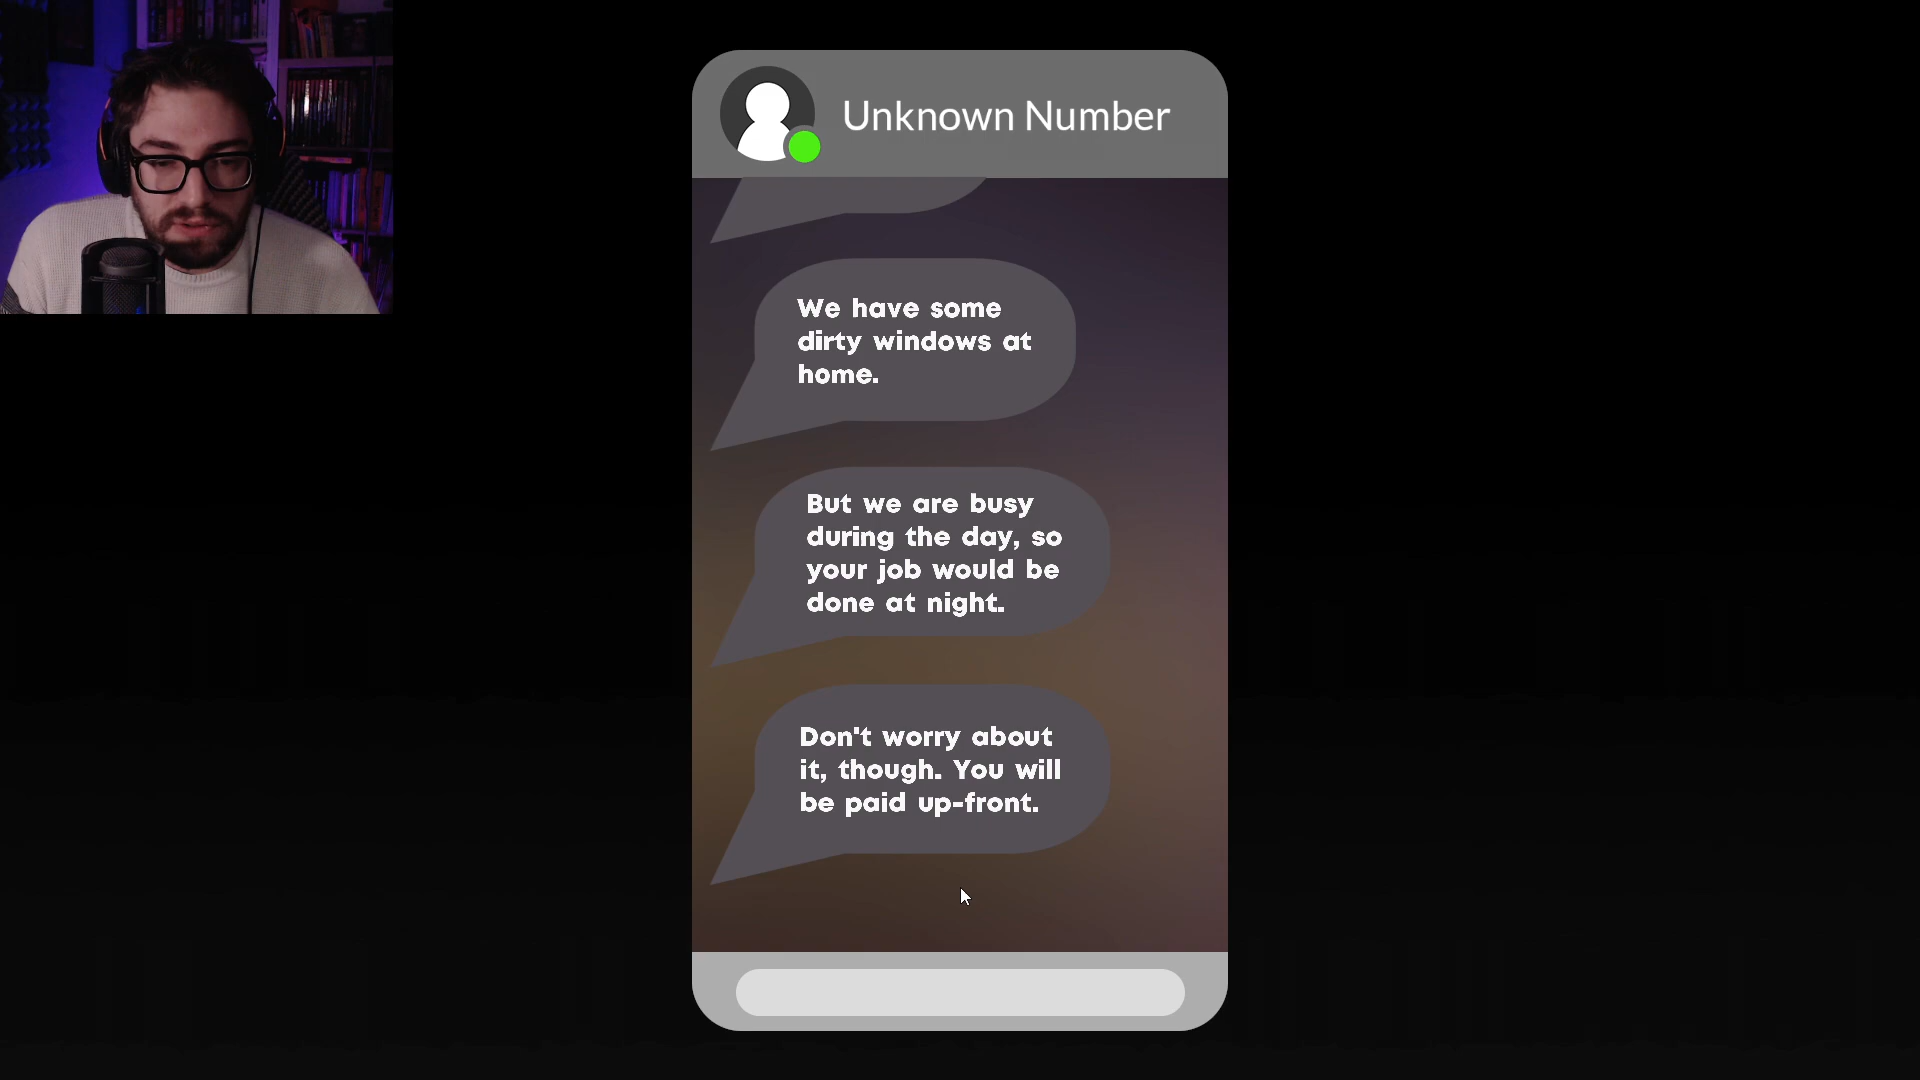 Unknown Number
We have some
dirty windows at
home.
But we are busy
during the day, so
your job would be
done at night.
Don't worry about
it, though. You will
be paid up-front.